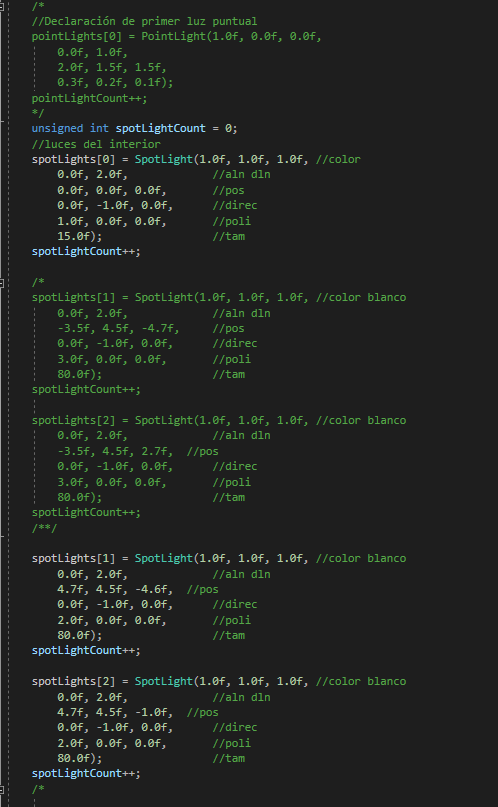 /*
//Declaración de primer luz puntual
pointLights[0] = PointLight(1.0f, 0.0f, 0.0f,
0.0f, 1.0f,
2.0f, 1.5f, 1.5f,
0.3f, 0.2f, 0.1f);
pointLightCount++;
*/
unsigned int spotLightCount = 0;
//luces del interior
spotLights[0] = SpotLight(1.0f, 1.0f, 1.0f, //color
0.0f, 2.0f, //aln dln
0.0f, 0.0f, 0.0f, //pos
0.0f, -1.0f, 0.0f, //direc
1.0f, 0.0f, 0.0f, //poli
15.0f); //tam
spotLightCount++;
/*
spotLights[1] = SpotLight(1.0f, 1.0f, 1.0f, //color blanco
0.0f, 2.0f, //aln dln
-3.5f, 4.5f, -4.7f, //pos
0.0f, -1.0f, 0.0f, //direc
3.0f, 0.0f, 0.0f, //poli
80.0f); //tam
spotLightCount++;
spotLights[2] = SpotLight(1.0f, 1.0f, 1.0f, //color blanco
0.0f, 2.0f, //aln dln
-3.5f, 4.5f, 2.7f, //pos
0.0f, -1.0f, 0.0f, //direc
3.0f, 0.0f, 0.0f, //poli
80.0f); //tam
spotLightCount++;
/**/
spotLights[1] = SpotLight(1.0f, 1.0f, 1.0f, //color blanco
0.0f, 2.0f, //aln dln
4.7f, 4.5f, -4.6f, //pos
0.0f, -1.0f, 0.0f, //direc
2.0f, 0.0f, 0.0f, //poli
80.0f); //tam
spotLightCount++;
spotLights[2] = SpotLight(1.0f, 1.0f, 1.0f, //color blanco
0.0f, 2.0f, //aln dln
4.7f, 4.5f, -1.0f, //pos
0.0f, -1.0f, 0.0f, //direc
2.0f, 0.0f, 0.0f, //poli
80.0f); //tam
spotLightCount++;
/*